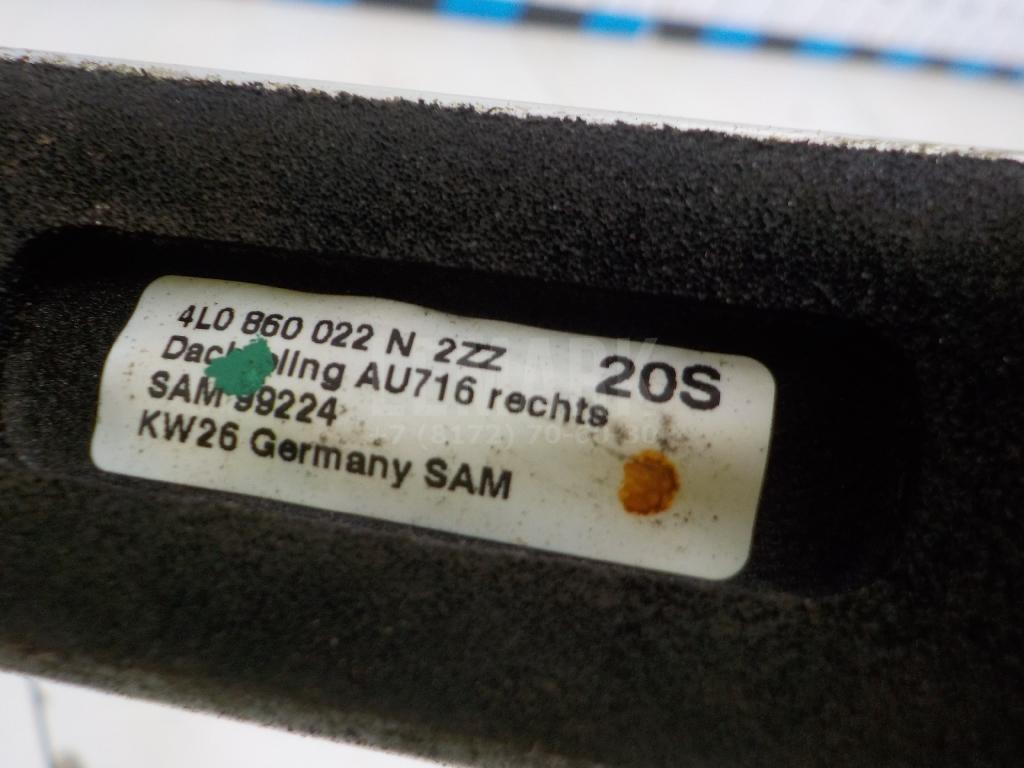 4L0 860 022 N 2ZZ 20S
AU716 rechts
SAM 99224
KW26 Germany SAM